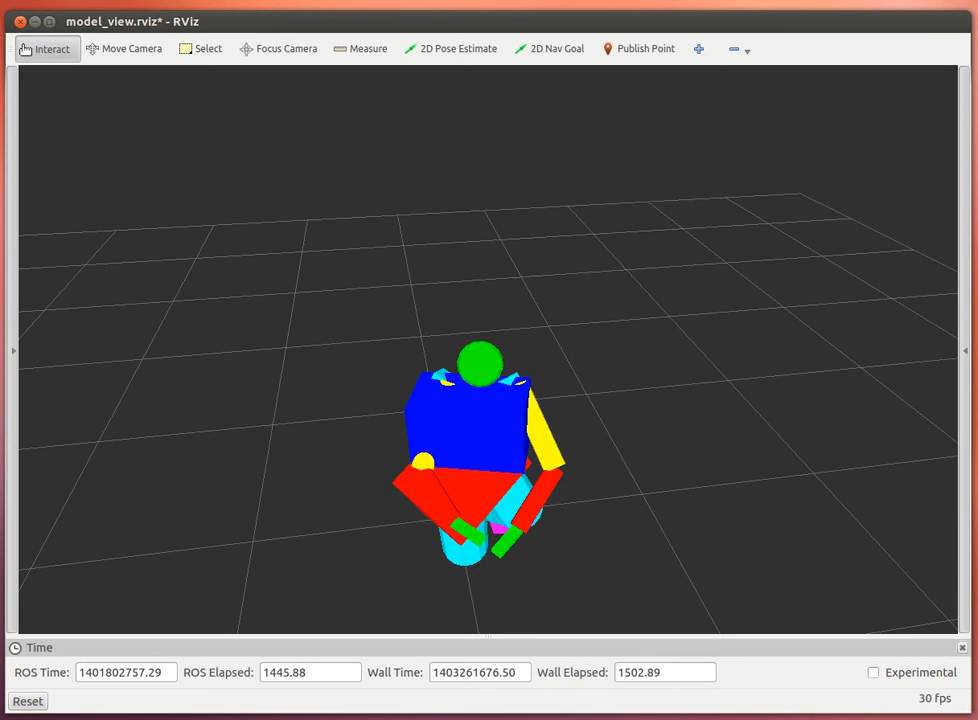 model_view.rviz* - RViz
Interact Move Camera Select Focus Camera Measure 2D Pose Estimate 2D Nav Goal Publish Point
Time
ROS Time: 1401802757.29 ROS Elapsed: 1445.88 Wall Time: 1403261676.50 Wall Elapsed: 1502.89 Experimental
Reset 30 fps